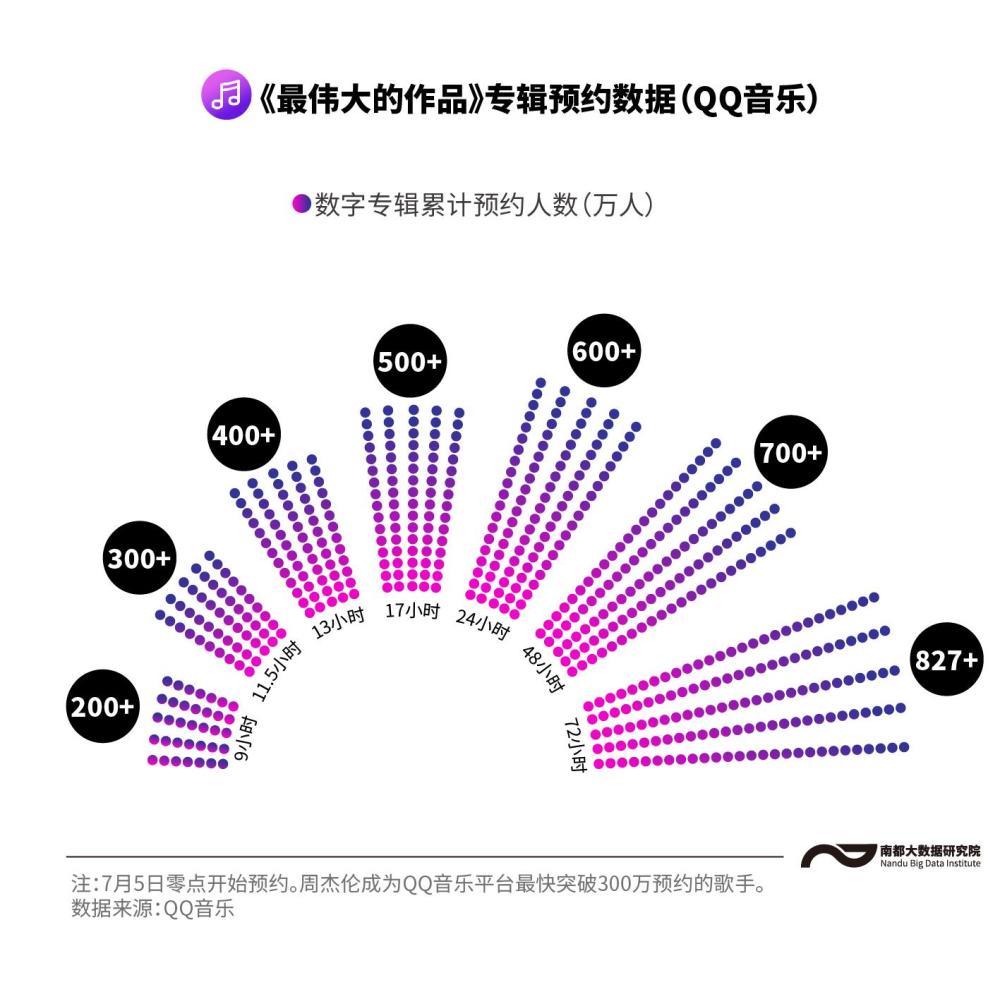 《最伟大的作品》专辑预约数据(QQ音乐)
数字专辑累计预约人数(万人)
200+
9小时
300+
11.5小时
400+
13小时
500+
17小时
600+
24小时
700+
48小时
827+
72小时
南都大数据研究院
Nandu Big Data Institute
注:7月5日零点开始预约。周杰伦成为QQ音乐平台最快突破300万预约的歌手。
数据来源:QQ音乐